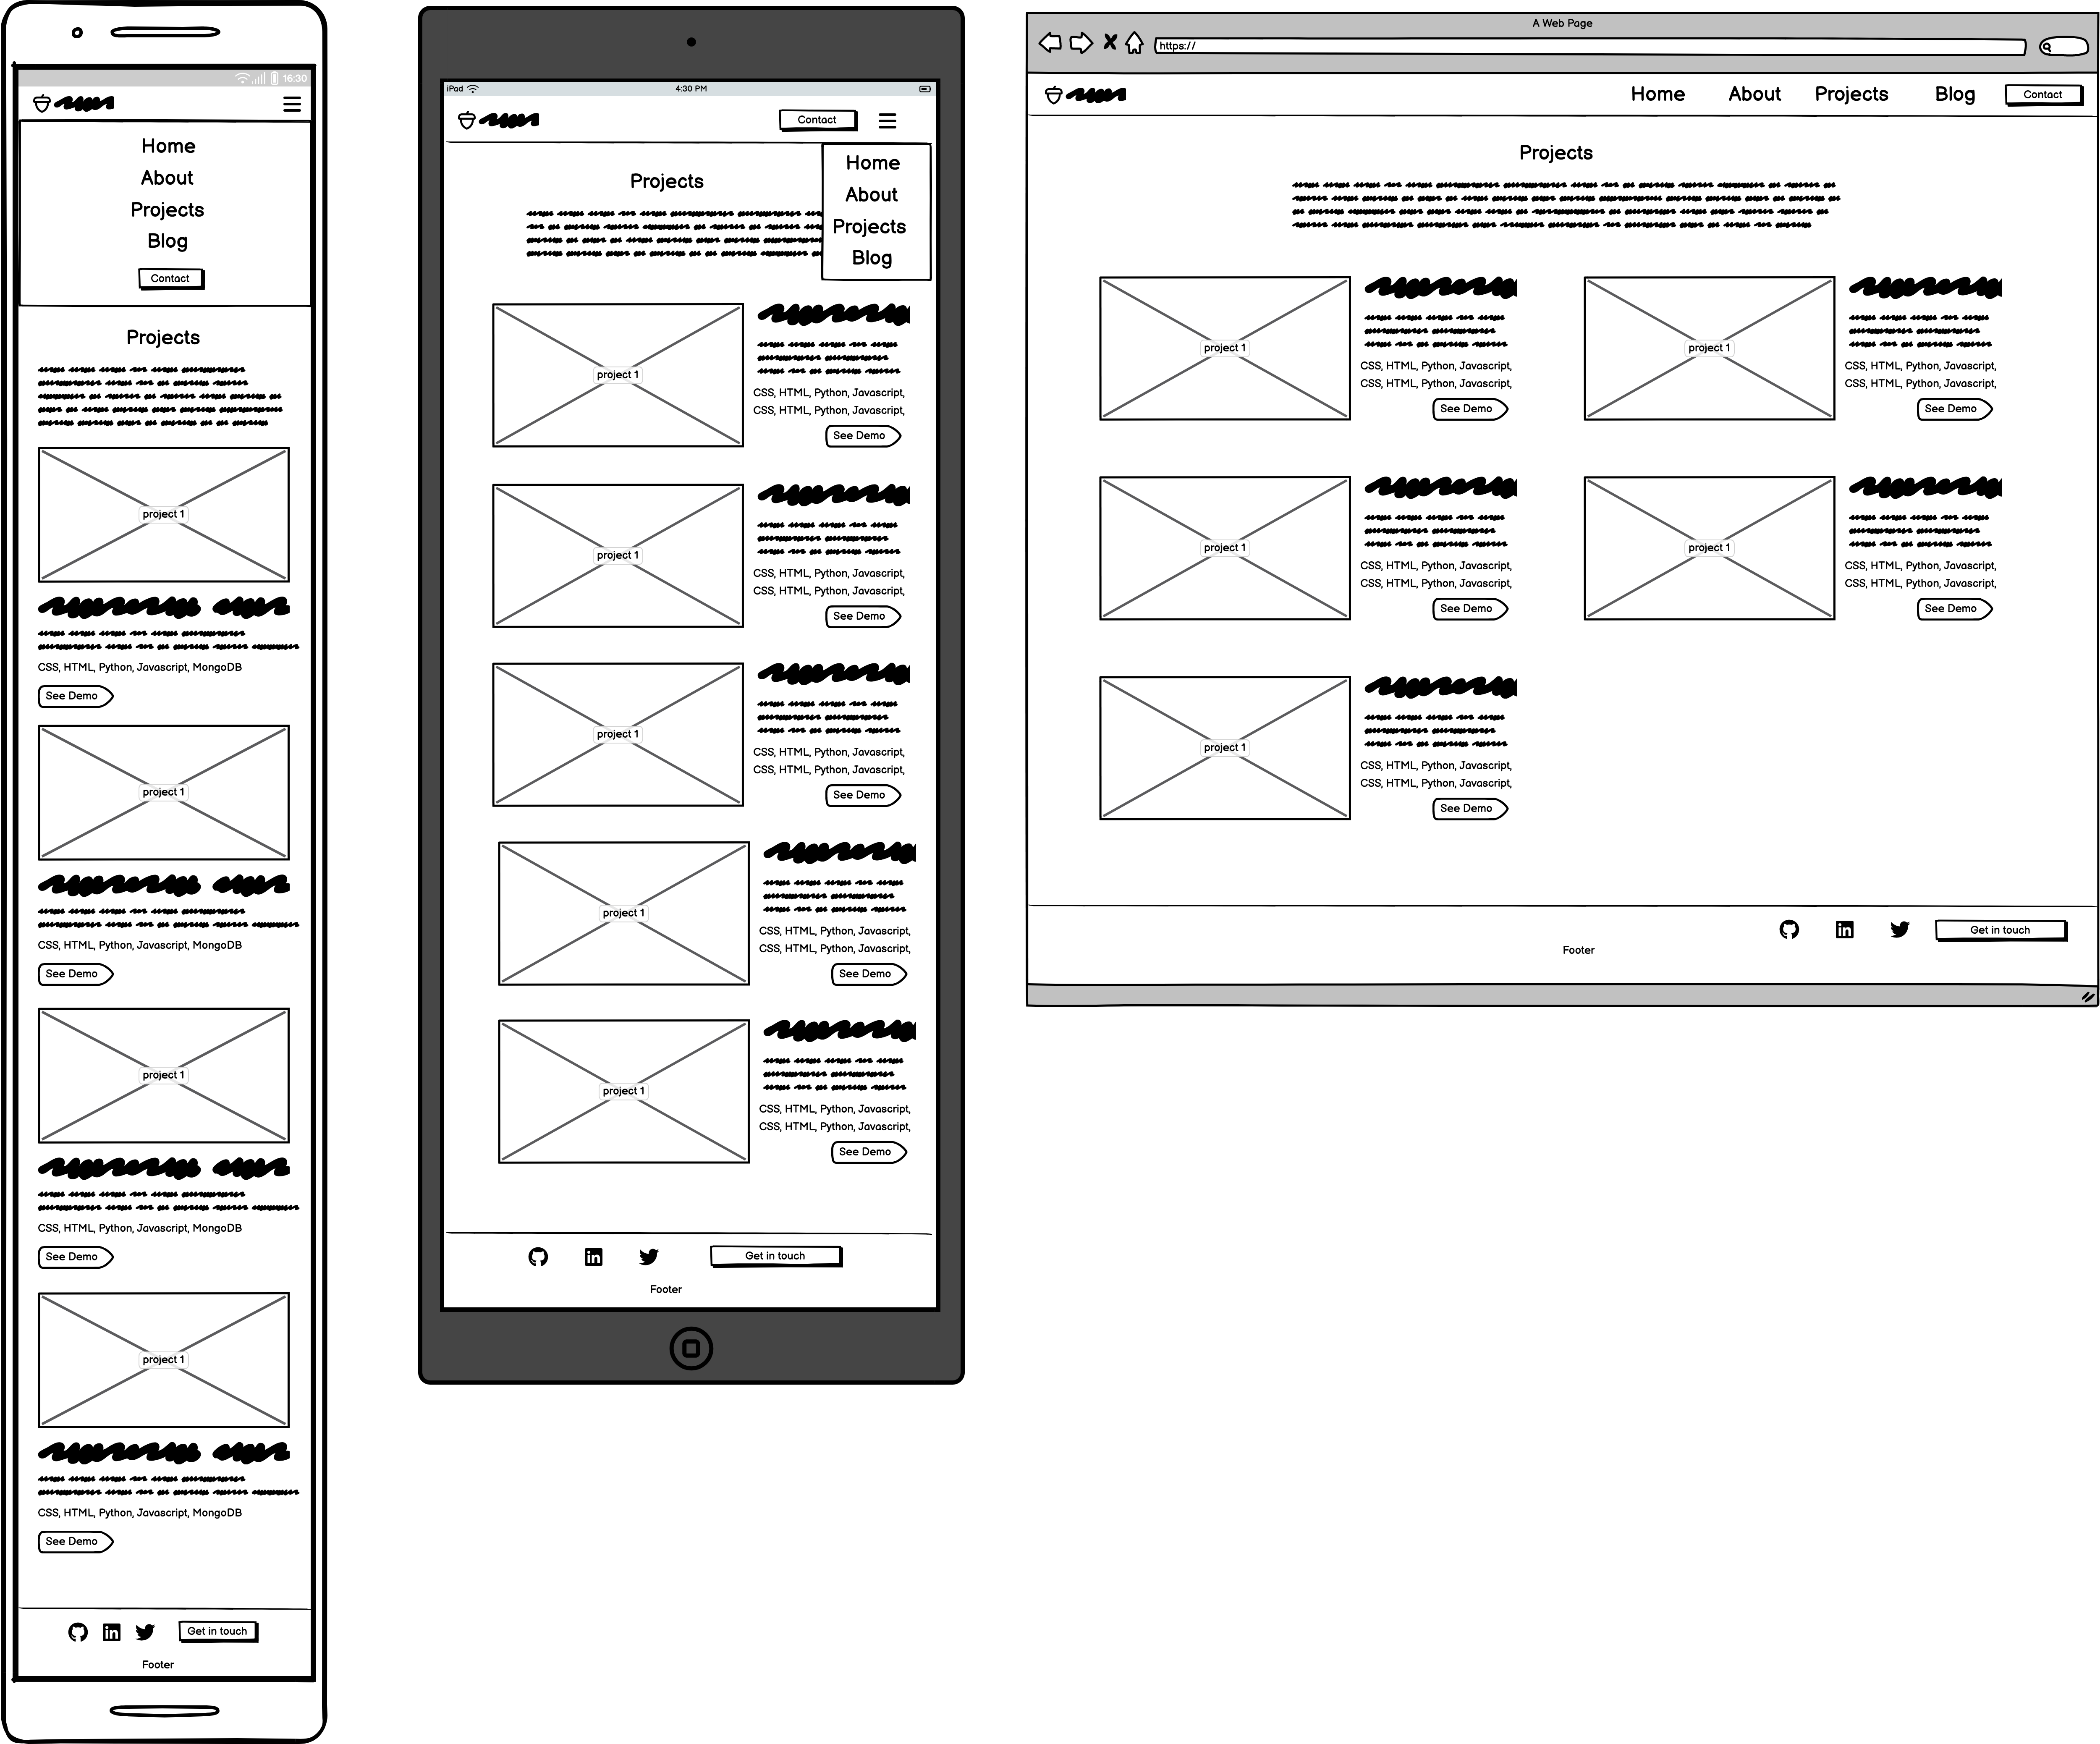 16:30
Home
About
Projects
Blog
Contact
Projects
project 1
CSS, HTML, Python, Javascript, MongoDB
See Demo
project 1
CSS, HTML, Python, Javascript, MongoDB
See Demo
project 1
CSS, HTML, Python, Javascript, MongoDB
See Demo
project 1
CSS, HTML, Python, Javascript, MongoDB
See Demo
Get in touch
Footer
iPad 4:30 PM
Contact
Home
About
Projects
Blog
Projects
project 1
CSS, HTML, Python, Javascript,
CSS, HTML, Python, Javascript,
See Demo
project 1
CSS, HTML, Python, Javascript,
CSS, HTML, Python, Javascript,
See Demo
project 1
CSS, HTML, Python, Javascript,
CSS, HTML, Python, Javascript,
See Demo
project 1
CSS, HTML, Python, Javascript,
CSS, HTML, Python, Javascript,
See Demo
project 1
CSS, HTML, Python, Javascript,
CSS, HTML, Python, Javascript,
See Demo
Get in touch
Footer
A Web Page
https://
Home About Projects Blog Contact
Projects
project 1
CSS, HTML, Python, Javascript,
CSS, HTML, Python, Javascript,
See Demo
project 1
CSS, HTML, Python, Javascript,
CSS, HTML, Python, Javascript,
See Demo
project 1
CSS, HTML, Python, Javascript,
CSS, HTML, Python, Javascript,
See Demo
project 1
CSS, HTML, Python, Javascript,
CSS, HTML, Python, Javascript,
See Demo
project 1
CSS, HTML, Python, Javascript,
CSS, HTML, Python, Javascript,
See Demo
in
Get in touch
Footer